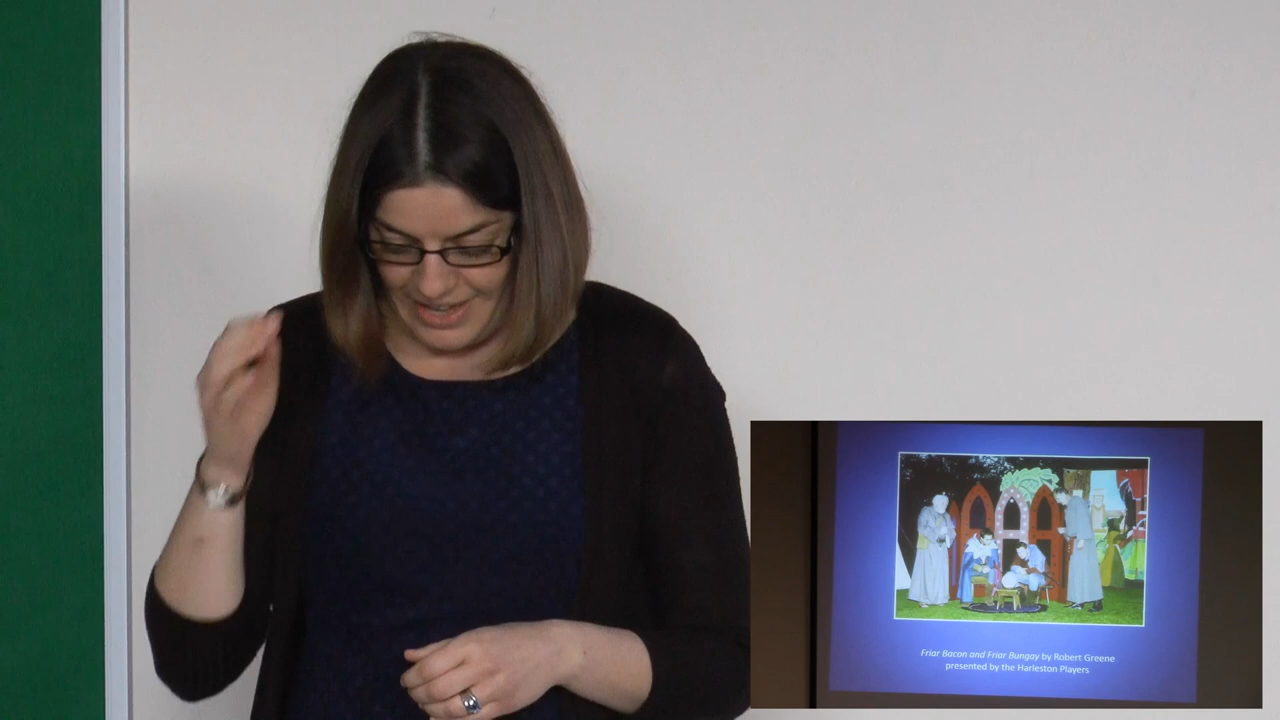 Friar Bacon and Friar Bungay by Robert Greene
presented by the Harleston Players